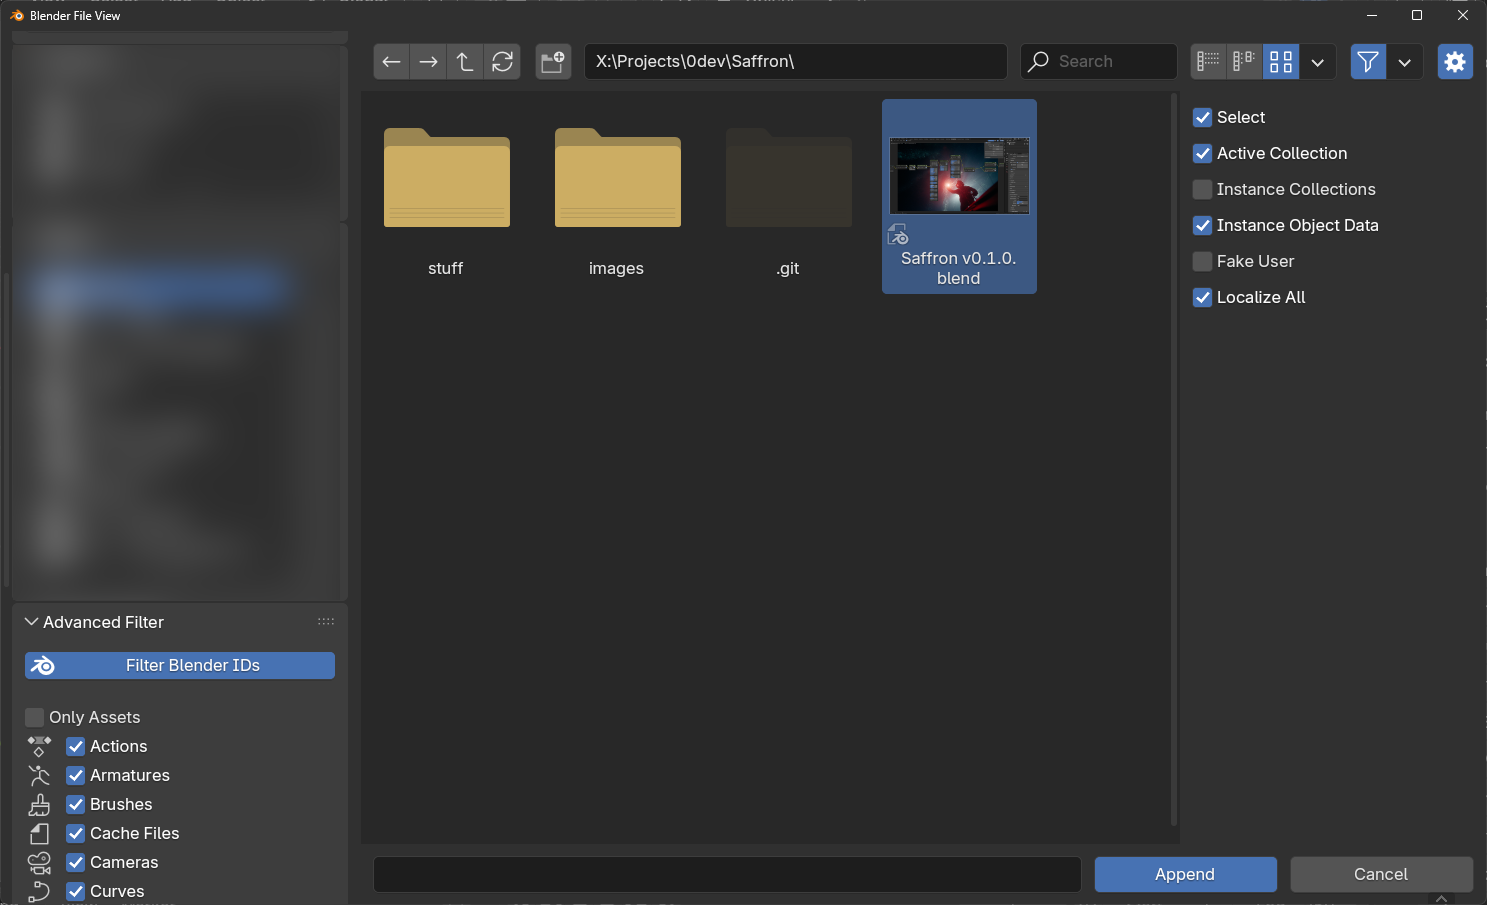 Blender File View
X:\Projects\0dev\Saffron\
Search
stuff
images
.git
Saffron v0.1.0.
blend
Select
Active Collection
Instance Collections
Instance Object Data
Fake User
Localize All
Advanced Filter
Filter Blender IDs
Only Assets
Actions
Armatures
Brushes
Cache Files
Cameras
Curves
Append
Cancel